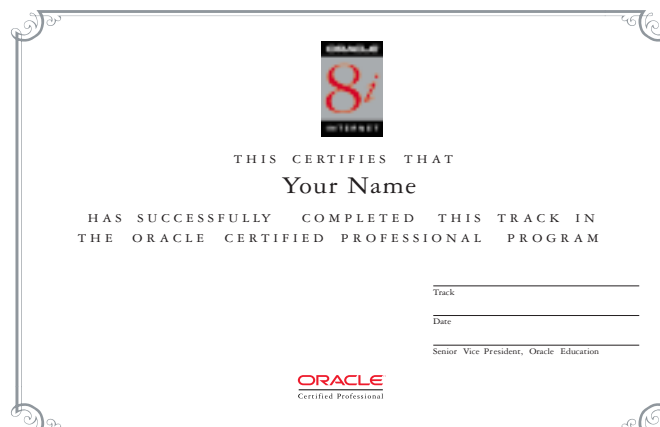 ORACLE
8i
INTERNET
THIS CERTIFIES THAT
Your Name
HAS SUCCESSFULLY COMPLETED THIS TRACK IN
THE ORACLE CERTIFIED PROFESSIONAL PROGRAM
Track
Date
Senior Vice President, Oracle Education
ORACLE
Certified Professional